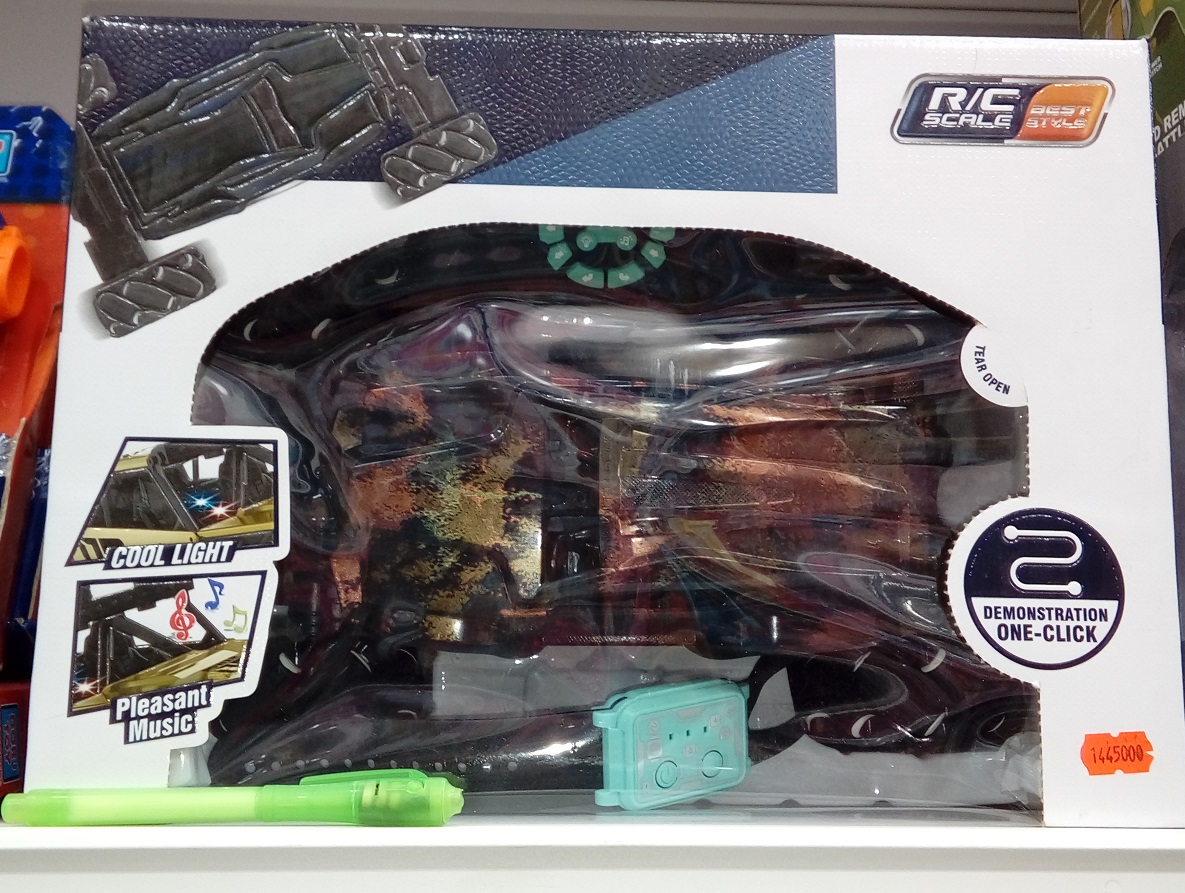 R/C
SCALE
BEST
STYLE
TEAR OPEN
COOL LIGHT
Pleasant
Music
DEMONSTRATION
ONE-CLICK
1445000